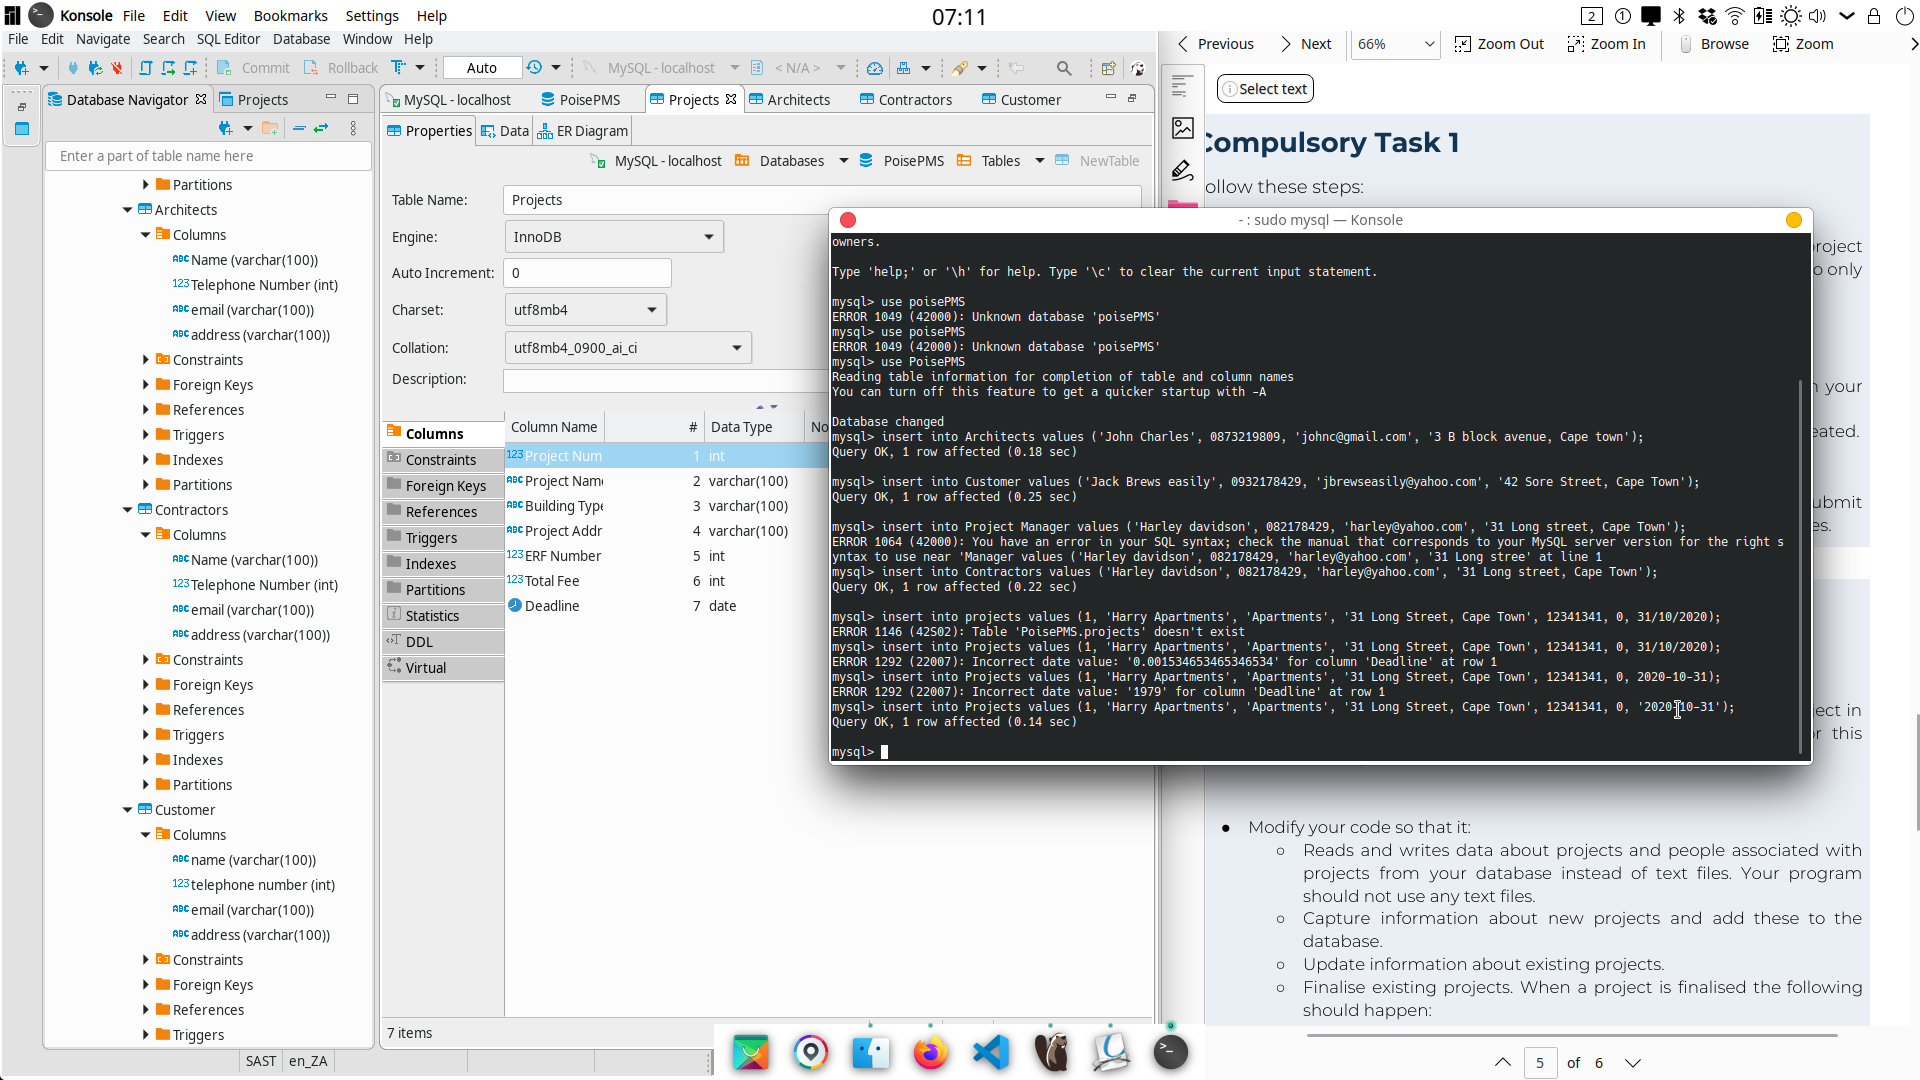 Konsole File Edit View Bookmarks Settings Help
07:11
2
1
File Edit Navigate Search SQL Editor Database Window Help
Commit Rollback Auto MySQL - localhost < N/A >
Database Navigator Projects
Enter a part of table name here
Partitions
Architects
Columns
ABC Name (varchar(100))
123 Telephone Number (int)
ABC email (varchar(100))
ABC address (varchar(100))
Constraints
Foreign Keys
References
Triggers
Indexes
Partitions
Contractors
Columns
ABC Name (varchar(100))
123 Telephone Number (int)
ABC email (varchar(100))
ABC address (varchar(100))
Constraints
Foreign Keys
References
Triggers
Indexes
Partitions
Customer
Columns
ABC name (varchar(100))
123 telephone number (int)
ABC email (varchar(100))
ABC address (varchar(100))
Constraints
Foreign Keys
References
Triggers
SAST en_ZA
MySQL - localhost PoisePMS Projects Architects Contractors Customer
Properties Data ER Diagram
MySQL - localhost Databases PoisePMS Tables NewTable
Table Name: Projects
Engine: InnoDB
Auto Increment: 0
Charset: utf8mb4
Collation: utf8mb4_0900_ai_ci
Description:
Columns
Constraints
Foreign Keys
References
Triggers
Indexes
Partitions
Statistics
DDL
Virtual
Column Name # Data Type No
123 Project Num 1 int
ABC Project Name 2 varchar(100)
ABC Building Type 3 varchar(100)
ABC Project Addr 4 varchar(100)
123 ERF Number 5 int
123 Total Fee 6 int
Deadline 7 date
7 items
- : sudo mysql — Konsole
owners.
Type 'help;' or '\h' for help. Type '\c' to clear the current input statement.
mysql> use poisePMS
ERROR 1049 (42000): Unknown database 'poisePMS'
mysql> use poisePMS
ERROR 1049 (42000): Unknown database 'poisePMS'
mysql> use PoisePMS
Reading table information for completion of table and column names
You can turn off this feature to get a quicker startup with -A
Database changed
mysql> insert into Architects values ('John Charles', 0873219809, 'johnc@gmail.com', '3 B block avenue, Cape town');
Query OK, 1 row affected (0.18 sec)
mysql> insert into Customer values ('Jack Brews easily', 0932178429, 'jbrewseasily@yahoo.com', '42 Sore Street, Cape Town');
Query OK, 1 row affected (0.25 sec)
mysql> insert into Project Manager values ('Harley davidson', 082178429, 'harley@yahoo.com', '31 Long street, Cape Town');
ERROR 1064 (42000): You have an error in your SQL syntax; check the manual that corresponds to your MySQL server version for the right s
yntax to use near 'Manager values ('Harley davidson', 082178429, 'harley@yahoo.com', '31 Long stree' at line 1
mysql> insert into Contractors values ('Harley davidson', 082178429, 'harley@yahoo.com', '31 Long street, Cape Town');
Query OK, 1 row affected (0.22 sec)
mysql> insert into projects values (1, 'Harry Apartments', 'Apartments', '31 Long Street, Cape Town', 12341341, 0, 31/10/2020);
ERROR 1146 (42S02): Table 'PoisePMS.projects' doesn't exist
mysql> insert into Projects values (1, 'Harry Apartments', 'Apartments', '31 Long Street, Cape Town', 12341341, 0, 31/10/2020);
ERROR 1292 (22007): Incorrect date value: '0.001534653465346534' for column 'Deadline' at row 1
mysql> insert into Projects values (1, 'Harry Apartments', 'Apartments', '31 Long Street, Cape Town', 12341341, 0, 2020-10-31);
ERROR 1292 (22007): Incorrect date value: '1979' for column 'Deadline' at row 1
mysql> insert into Projects values (1, 'Harry Apartments', 'Apartments', '31 Long Street, Cape Town', 12341341, 0, '2020-10-31');
Query OK, 1 row affected (0.14 sec)
mysql>
Previous Next 66% Zoom Out Zoom In Browse Zoom
Select text
Compulsory Task 1
ollow these steps:
project
o only
your
eated.
ubmit
es.
ject in
r this
● Modify your code so that it:
○ Reads and writes data about projects and people associated with
projects from your database instead of text files. Your program
should not use any text files.
○ Capture information about new projects and add these to the
database.
○ Update information about existing projects.
○ Finalise existing projects. When a project is finalised the following
should happen:
5 of 6